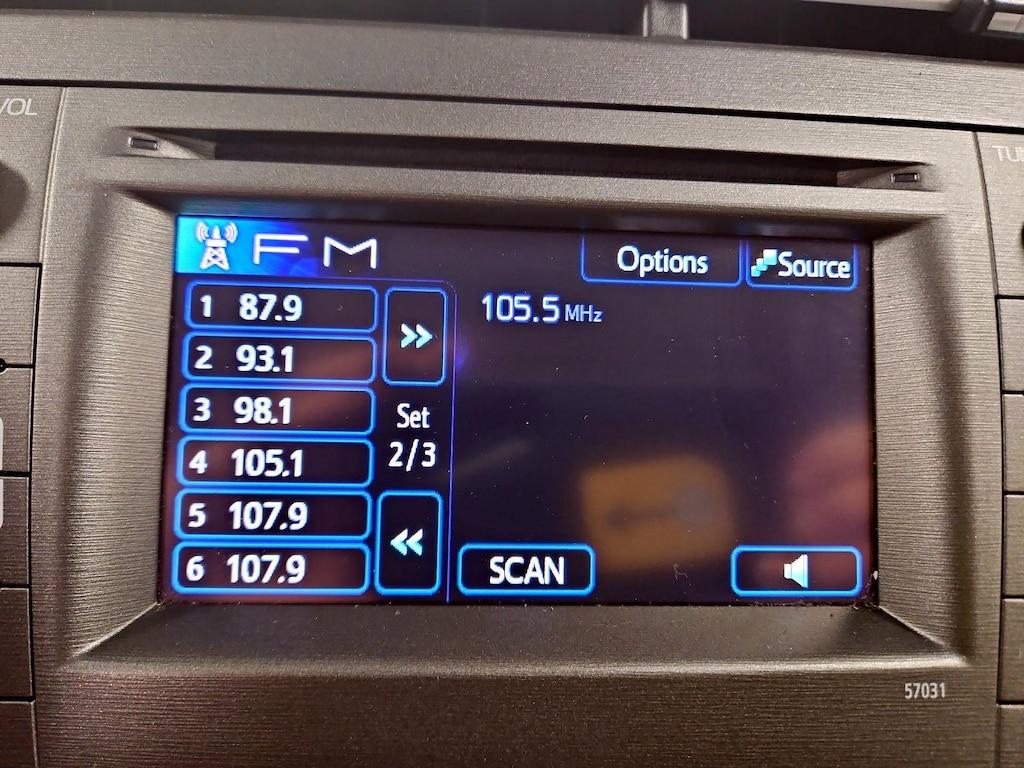 VOL
FM
Options
Source
1 87.9
105.5 MHz
2 93.1
3 98.1
Set
2/3
4 105.1
5 107.9
6 107.9
SCAN
57031